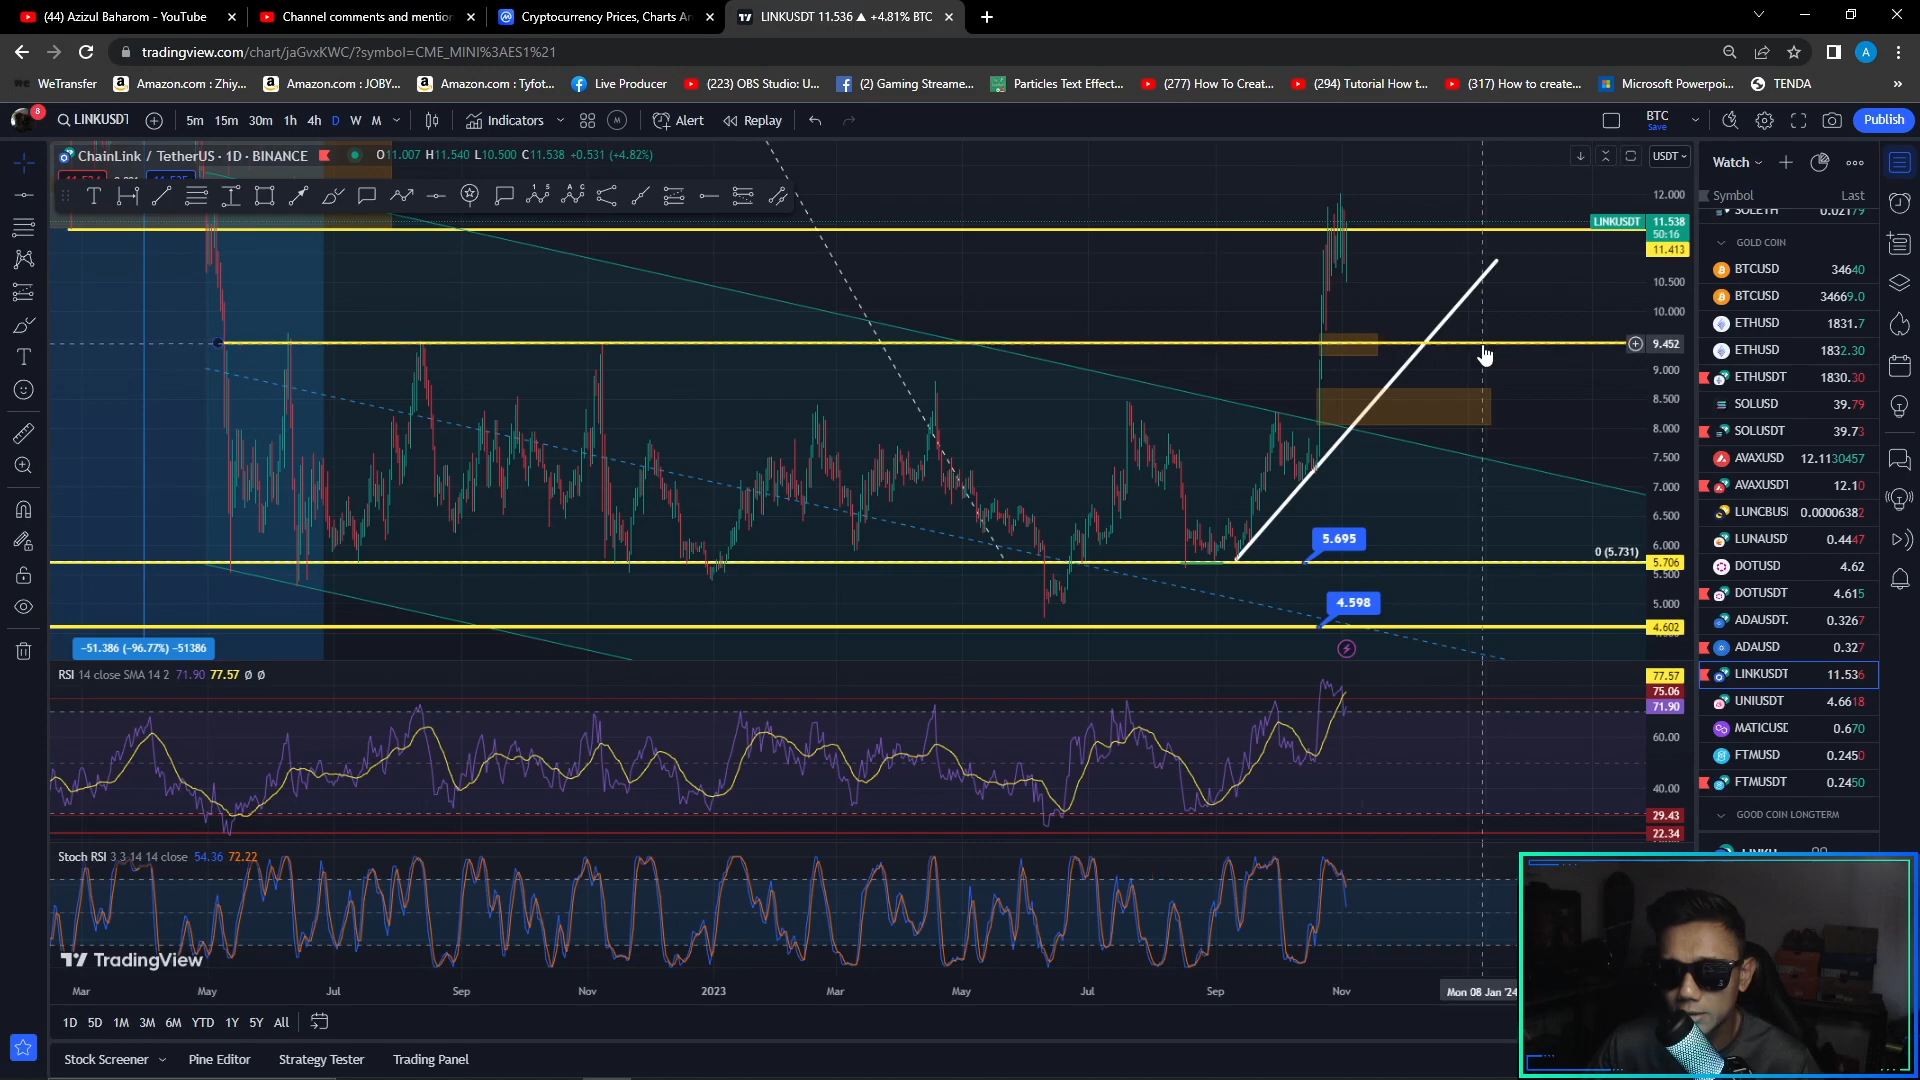 (44) Azizul Baharom - YouTube
Channel comments and mention
Cryptocurrency Prices, Charts An
LINKUSDT 11.536 ▲ +4.81% BTC
tradingview.com/chart/jaGvxKWC/?symbol=CME_MINI%3AES1%21
WeTransfer
Amazon.com : Zhiy...
Amazon.com: JOBY...
Amazon.com : Tyfot...
Live Producer
(223) OBS Studio: U...
(2) Gaming Streame...
Particles Text Effect...
(277) How To Creat...
(294) Tutorial How t...
(317) How to create...
Microsoft Powerpoi...
TENDA
8
LINKUSDT
5m 15m 30m 1h 4h D W M
Indicators
Alert
Replay
BTC
Save
Publish
ChainLink / TetherUS · 1D · BINANCE
O11.007 H11.540 L10.500 C11.538 +0.531 (+4.82%)
USDT
12.000
LINKUSDT 11.538
50:16
11.413
10.500
10.000
9.452
9.000
8.500
8.000
7.500
7.000
6.500
6.000
0 (5.731)
5.706
5.500
5.000
4.602
5.695
4.598
−51.386 (−96.77%) −51386
RSI 14 close SMA 14 2 71.90 77.57 Ø Ø
77.57
75.06
71.90
60.00
40.00
29.43
22.34
Stoch RSI 3 3 14 14 close 54.36 72.22
TradingView
Mar May Jul Sep Nov 2023 Mar May Jul Sep Nov
Mon 08 Jan '24
1D 5D 1M 3M 6M YTD 1Y 5Y All
Stock Screener
Pine Editor
Strategy Tester
Trading Panel
Watch
Symbol Last
SOLETH 0.02179
GOLD COIN
BTCUSD 34640
BTCUSD 34669.0
ETHUSD 1831.7
ETHUSD 1832.30
ETHUSDT 1830.30
SOLUSD 39.79
SOLUSDT 39.73
AVAXUSD 12.1130457
AVAXUSDT 12.10
LUNCBUS 0.00006382
LUNAUSD 0.4447
DOTUSD 4.62
DOTUSDT 4.615
ADAUSDT. 0.3267
ADAUSD 0.327
LINKUSDT 11.536
UNIUSDT 4.6618
MATICUSD 0.670
FTMUSD 0.2450
FTMUSDT 0.2450
GOOD COIN LONGTERM